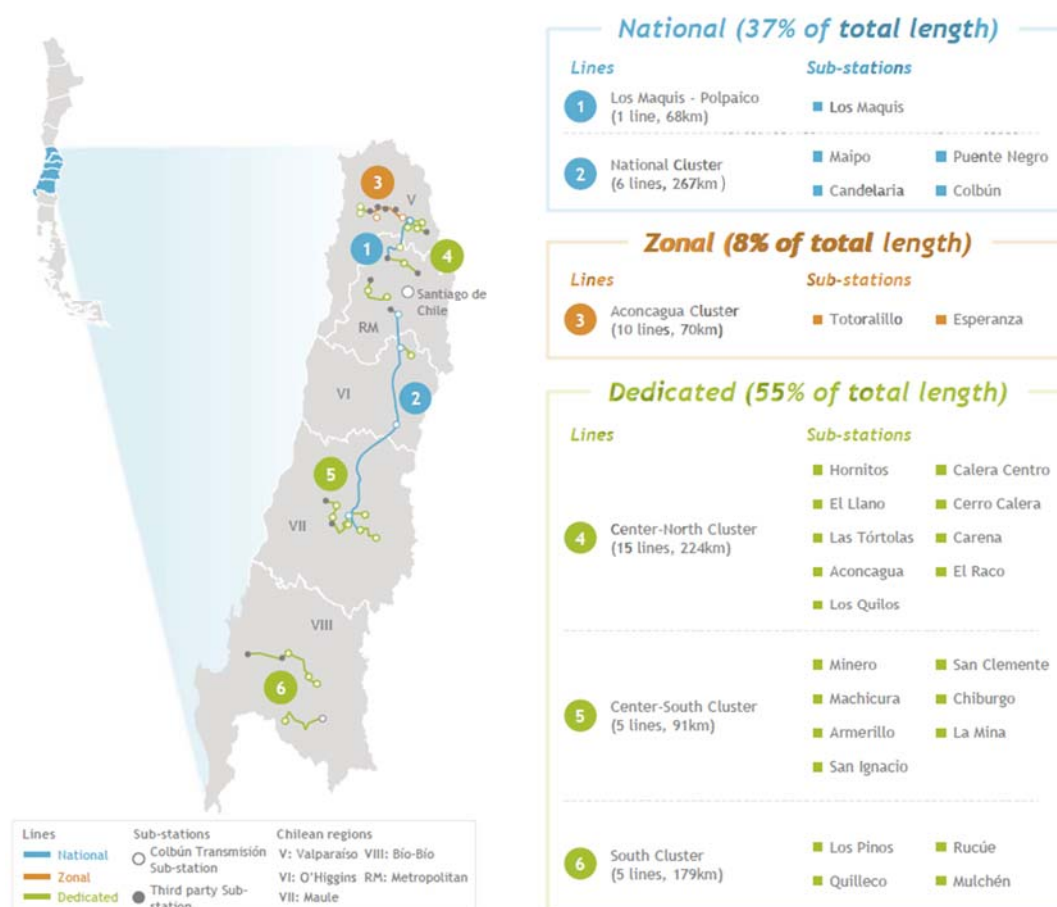 3
V
1
4
Santiago de
Chile
RM
VI
2
5
VII
VIII
6
Lines
National
Zonal
Dedicated
Sub-stations
Colbún Transmisión
Sub-station
Third party Sub-
station
Chilean regions
V: Valparaíso VIII: Bío-Bío
VI: O'Higgins RM: Metropolitan
VII: Maule
National (37% of total length)
Lines Sub-stations
1 Los Maquis - Polpaico
(1 line, 68km)
Los Maquis
2 National Cluster
(6 lines, 267km)
Maipo Puente Negro
Candelaria Colbún
Zonal (8% of total length)
Lines Sub-stations
3 Aconcagua Cluster
(10 lines, 70km)
Totoralillo Esperanza
Dedicated (55% of total length)
Lines Sub-stations
4 Center-North Cluster
(15 lines, 224km)
Hornitos Calera Centro
El Llano Cerro Calera
Las Tórtolas Carena
Aconcagua El Raco
Los Quilos
5 Center-South Cluster
(5 lines, 91km)
Minero San Clemente
Machicura Chiburgo
Armerillo La Mina
San Ignacio
6 South Cluster
(5 lines, 179km)
Los Pinos Rucúe
Quilleco Mulchén